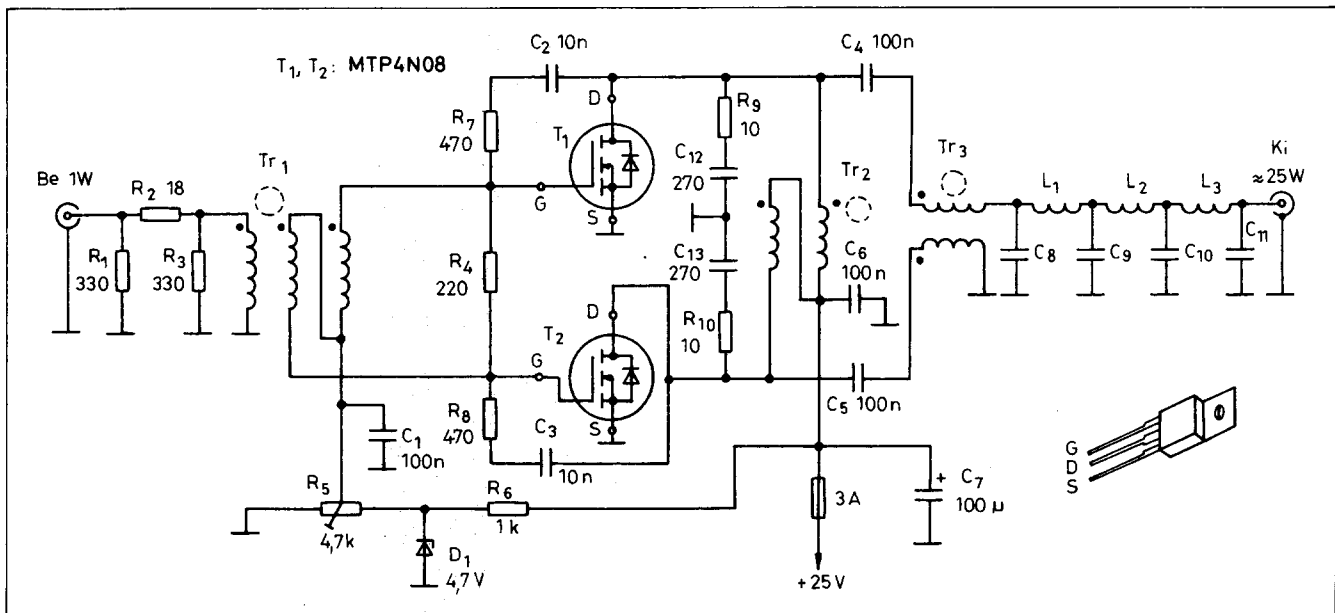 T1, T2: MTP4N08
C2 10n
C4 100n
D
R7
470
T1
R9
10
Be 1W
R2 18
Tr1
C12
270
Tr2
Tr3
Ki
≈25W
L1
L2
L3
G
S
R1
330
R3
330
R4
220
C13
270
C6
100n
C8
C9
C10
C11
D
R10
10
T2
G
S
C5 100n
R8
470
C3
10n
C1
100n
G
D
S
R5
4,7k
R6
1k
D1
4,7V
3A
+
C7
100 µ
+25V